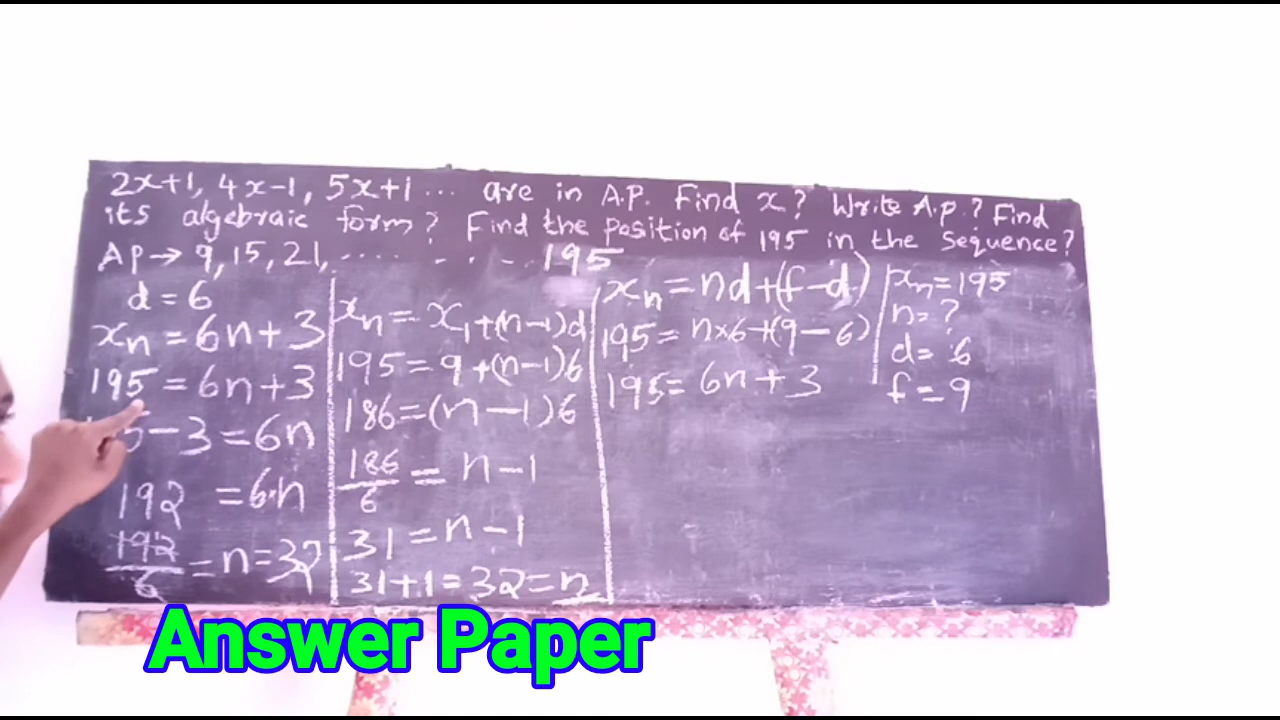 2x+1, 4x-1, 5x+1 ... are in A.P. Find x? Write A.p.? Find
its algebraic form? Find the position of 195 in the sequence?
Ap → 9, 15, 21, ..... . . . 195
d = 6
xn = 6n+3
195 = 6n+3
5-3 = 6n
192 = 6·n
192/6 = n = 32
xn = x1+(n-1)d
195 = 9+(n-1)6
186 = (n-1)6
186/6 = n-1
31 = n-1
31+1 = 32 = n
xn = nd+(f-d)
195 = n×6+(9-6)
195 = 6n+3
xn = 195
n = ?
d = 6
f = 9
Answer Paper